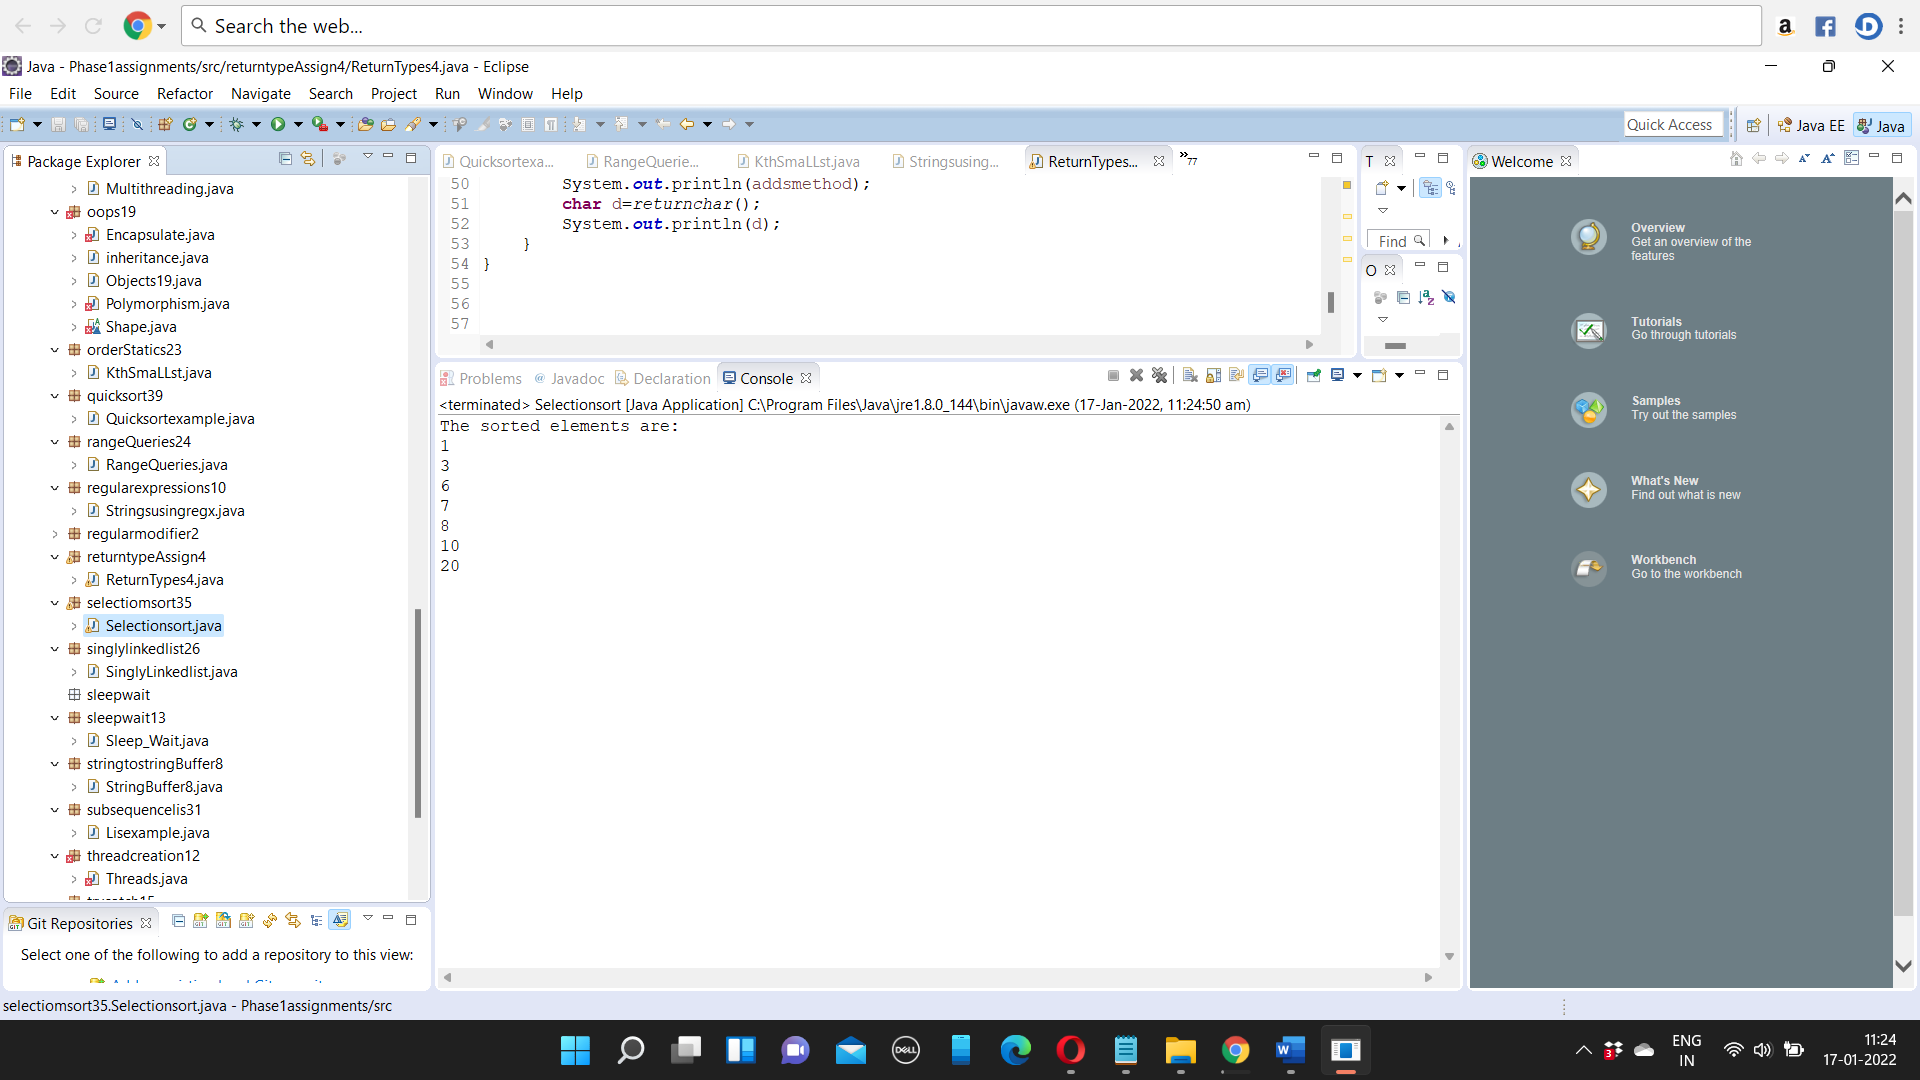 Search the web...
Java - Phase1assignments/src/returntypeAssign4/ReturnTypes4.java - Eclipse
File Edit Source Refactor Navigate Search Project Run Window Help
Quick Access
Java EE
Java
Package Explorer
Multithreading.java
oops19
Encapsulate.java
inheritance.java
Objects19.java
Polymorphism.java
Shape.java
orderStatics23
KthSmaLLst.java
quicksort39
Quicksortexample.java
rangeQueries24
RangeQueries.java
regularexpressions10
Stringsusingregx.java
regularmodifier2
returntypeAssign4
ReturnTypes4.java
selectiomsort35
Selectionsort.java
singlylinkedlist26
SinglyLinkedlist.java
sleepwait
sleepwait13
Sleep_Wait.java
stringtostringBuffer8
StringBuffer8.java
subsequencelis31
Lisexample.java
threadcreation12
Threads.java
Git Repositories
Select one of the following to add a repository to this view:
Quicksortexa... RangeQuerie... KthSmaLLst.java Stringsusing... ReturnTypes... »77
50 System.out.println(addsmethod);
51 char d=returnchar();
52 System.out.println(d);
53 }
54 }
55
56
57
T
Find
O
Problems @ Javadoc Declaration Console
<terminated> Selectionsort [Java Application] C:\Program Files\Java\jre1.8.0_144\bin\javaw.exe (17-Jan-2022, 11:24:50 am)
The sorted elements are:
1
3
6
7
8
10
20
Welcome
Overview
Get an overview of the
features
Tutorials
Go through tutorials
Samples
Try out the samples
What's New
Find out what is new
Workbench
Go to the workbench
selectiomsort35.Selectionsort.java - Phase1assignments/src
DELL
3
ENG
IN
11:24
17-01-2022